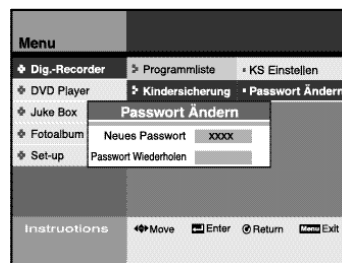 Menu
Dig.-Recorder
Programmliste
KS Einstellen
DVD Player
Kindersicherung
Passwort Ändern
Juke Box
Fotoalbum
Set-up
Passwort Ändern
Neues Passwort xxxx
Passwort Wiederholen
Instructions
Move
Enter
Return
Menu Exit